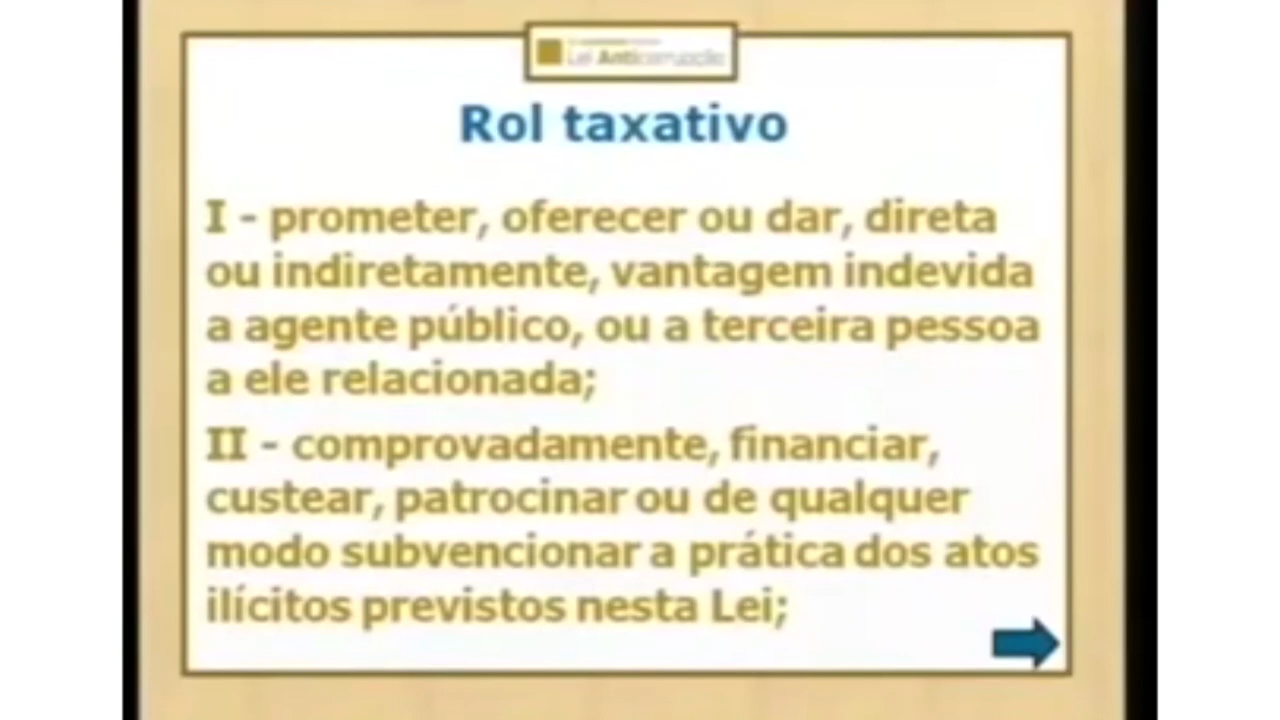 Lei Anticorrupção
Rol taxativo
I - prometer, oferecer ou dar, direta
ou indiretamente, vantagem indevida
a agente público, ou a terceira pessoa
a ele relacionada;
II - comprovadamente, financiar,
custear, patrocinar ou de qualquer
modo subvencionar a prática dos atos
ilícitos previstos nesta Lei;